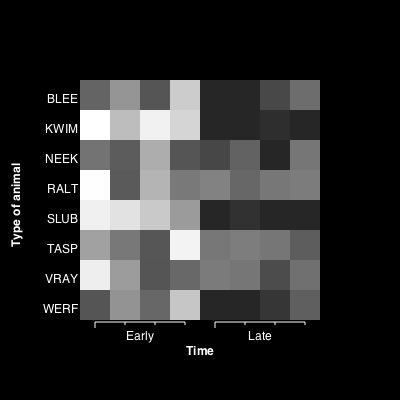 BLEE
KWIM
NEEK
RALT
SLUB
TASP
VRAY
WERF
Type of animal
Early Late
Time